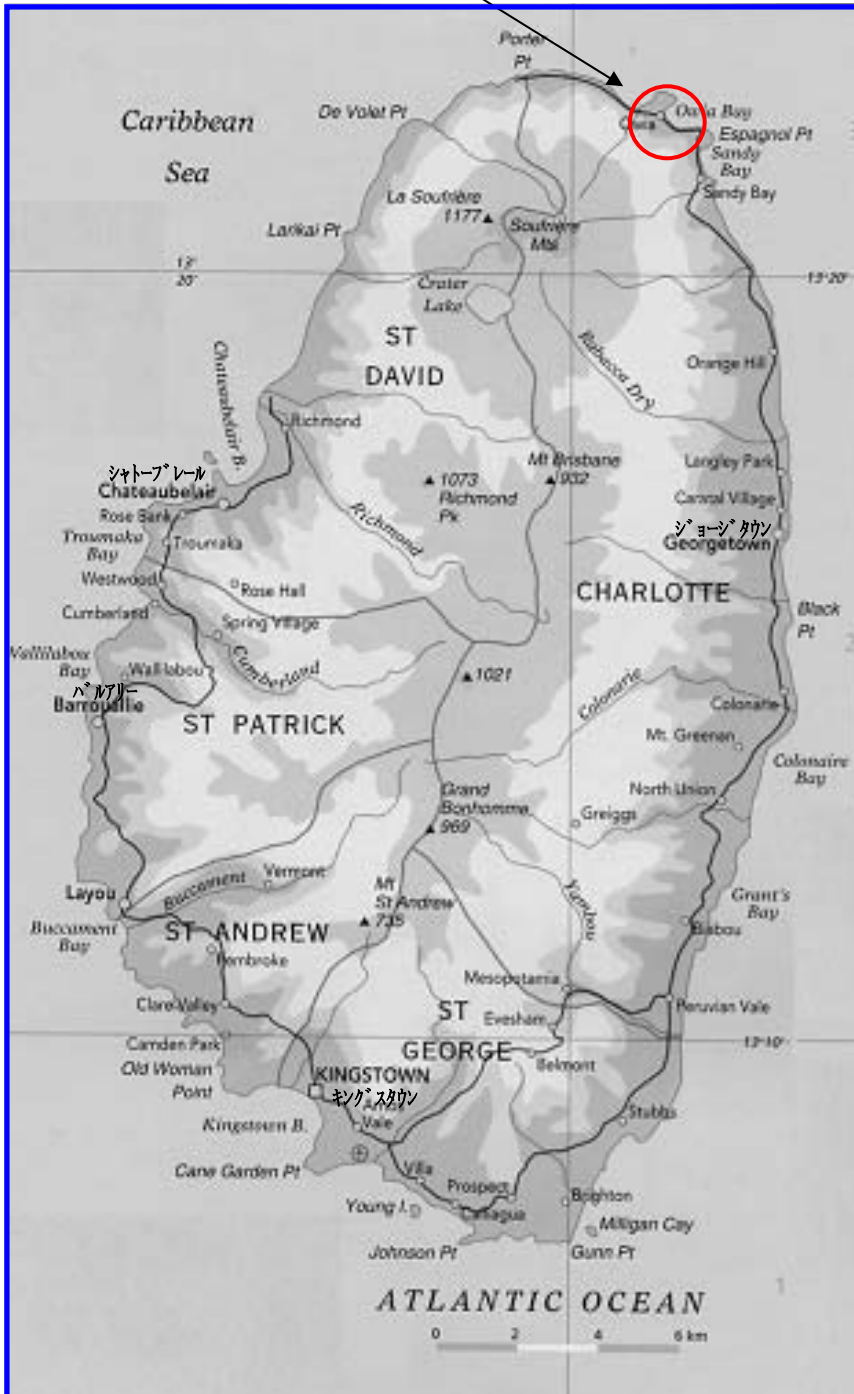 Porter
Pt
Caribbean
Sea
De Volet Pt
Owia Bay
Owia
Espagnol Pt
Sandy
Bay
Sandy Bay
La Soufrière
1177
Soufrière
Mts
Larikai Pt
13°
20'
13°20'
Crater
Lake
ST
DAVID
Chateaubelair B.
Rabacca Dry
Orange Hill
Richmond
シャトーブレール
Chateaubelair
1073
Richmond
Pk
Mt Brisbane
932
Langley Park
Carival Village
ジョージタウン
Georgetown
Rose Bank
Troumaka
Bay
Troumaka
Richmond
Westwood
Rose Hall
CHARLOTTE
Cumberland
Spring Village
Black
Pt
Wallilabou
Bay
Wallilabou
Cumberland
1021
バルアリー
Barrouallie
ST PATRICK
Colonarie
Colonarie
Mt. Greenan
Colonaire
Bay
Grand
Bonhomme
969
North Union
Greiggs
Layou
Buccament
Vermont
Mt
St Andrew
735
Yambou
Grant's
Bay
Buccament
Bay
ST ANDREW
Biabou
Pembroke
Mesopotamia
Clare Valley
ST
GEORGE
Peruvian Vale
Evesham
Camden Park
13°10'
Belmont
Old Woman
Point
KINGSTOWN
キングスタウン
Arnos
Vale
Kingstown B.
Stubbs
Cane Garden Pt
Villa
Prospect
Young I.
Calliaqua
Brighton
Milligan Cay
Johnson Pt
Gunn Pt
ATLANTIC OCEAN
0 2 4 6 km
1
2